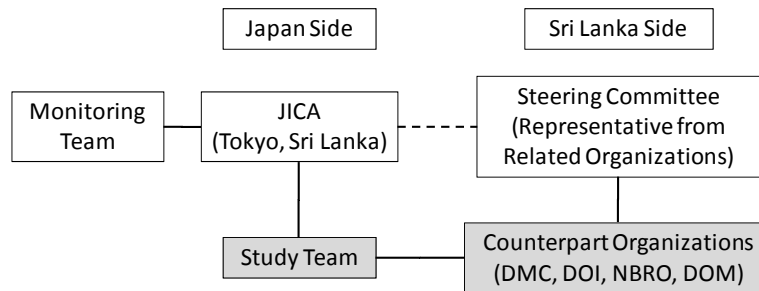 Japan Side
Sri Lanka Side
Monitoring
Team
JICA
(Tokyo, Sri Lanka)
Steering Committee
(Representative from
Related Organizations)
Study Team
Counterpart Organizations
(DMC, DOI, NBRO, DOM)